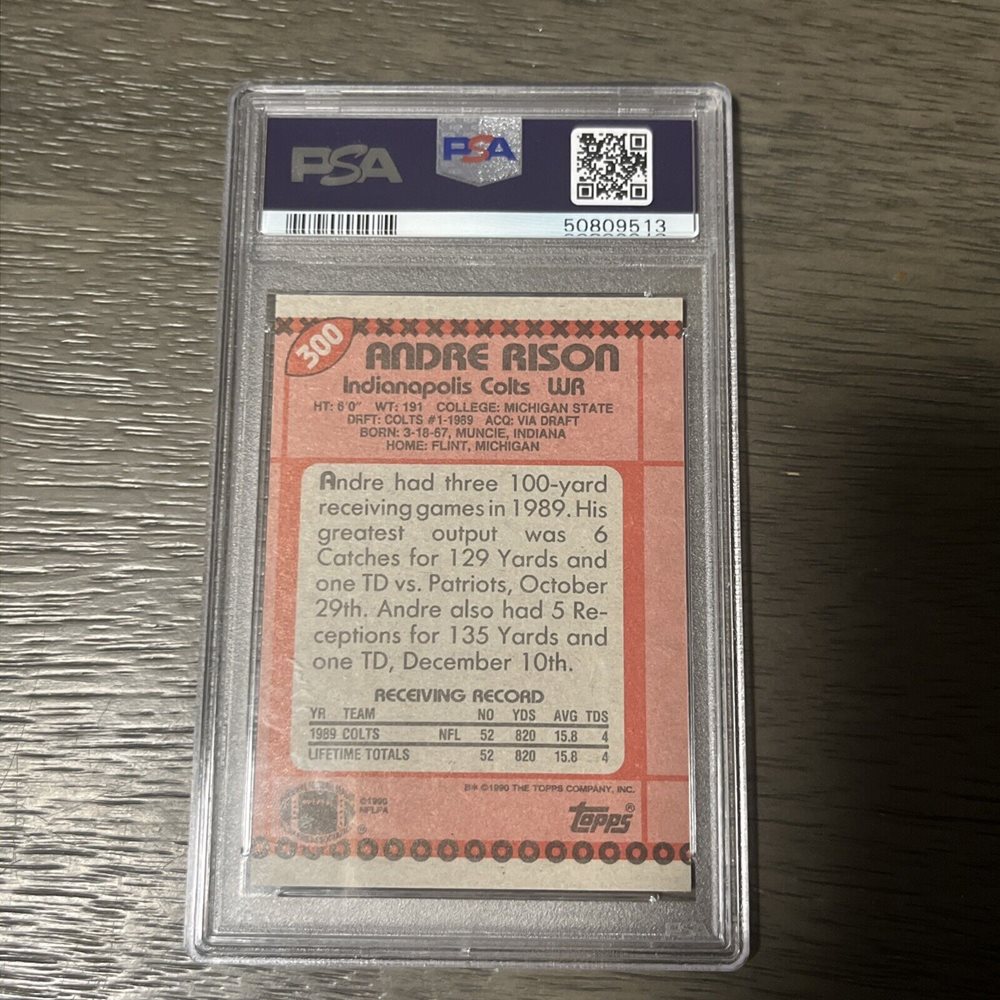 PSA PSA
50809513
300
ANDRE RISON
Indianapolis Colts WR
HT: 6'0" WT: 191 COLLEGE: MICHIGAN STATE
DRFT: COLTS #1-1989 ACQ: VIA DRAFT
BORN: 3-18-67, MUNCIE, INDIANA
HOME: FLINT, MICHIGAN
Andre had three 100-yard
receiving games in 1989. His
greatest output was 6
Catches for 129 Yards and
one TD vs. Patriots, October
29th. Andre also had 5 Re-
ceptions for 135 Yards and
one TD, December 10th.
RECEIVING RECORD
YR TEAM NO YDS AVG TDS
1989 COLTS NFL 52 820 15.8 4
LIFETIME TOTALS 52 820 15.8 4
B* ©1990 THE TOPPS COMPANY, INC.
©1990
NFLPA
topps®
PSA